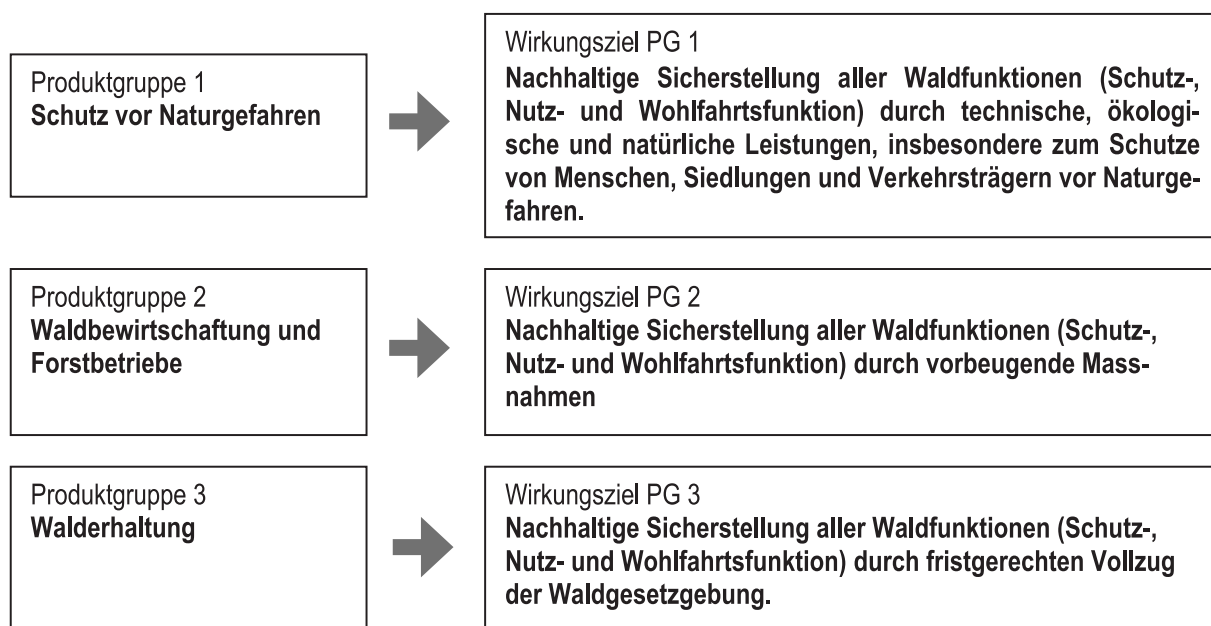 Produktgruppe 1
Schutz vor Naturgefahren
Wirkungsziel PG 1
Nachhaltige Sicherstellung aller Waldfunktionen (Schutz-,
Nutz- und Wohlfahrtsfunktion) durch technische, ökologi-
sche und natürliche Leistungen, insbesondere zum Schutze
von Menschen, Siedlungen und Verkehrsträgern vor Naturge-
fahren.
Produktgruppe 2
Waldbewirtschaftung und
Forstbetriebe
Wirkungsziel PG 2
Nachhaltige Sicherstellung aller Waldfunktionen (Schutz-,
Nutz- und Wohlfahrtsfunktion) durch vorbeugende Mass-
nahmen
Produktgruppe 3
Walderhaltung
Wirkungsziel PG 3
Nachhaltige Sicherstellung aller Waldfunktionen (Schutz-,
Nutz- und Wohlfahrtsfunktion) durch fristgerechten Vollzug
der Waldgesetzgebung.